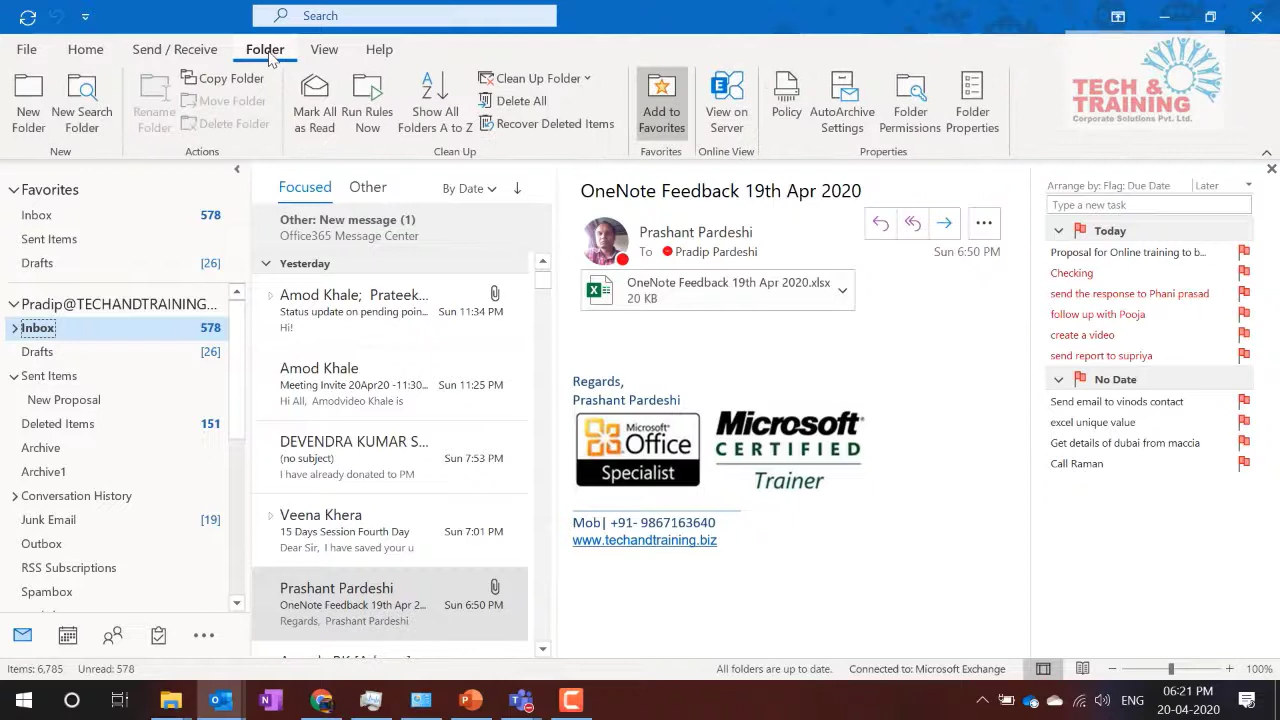 Search
File Home Send / Receive Folder View Help
TECH &
TRAINING
Corporate Solutions Pvt. Ltd.
New Folder
New Search Folder
New
Rename Folder
Copy Folder
Move Folder
Delete Folder
Actions
Mark All as Read
Run Rules Now
Show All Folders A to Z
Clean Up Folder
Delete All
Recover Deleted Items
Clean Up
Add to Favorites
Favorites
View on Server
Online View
Policy
AutoArchive Settings
Folder Permissions
Folder Properties
Properties
Favorites
Inbox 578
Sent Items
Drafts [26]
Pradip@TECHANDTRAINING...
Inbox 578
Drafts [26]
Sent Items
New Proposal
Deleted Items 151
Archive
Archive1
Conversation History
Junk Email [19]
Outbox
RSS Subscriptions
Spambox
Focused Other By Date
Other: New message (1)
Office365 Message Center
Yesterday
Amod Khale; Prateek...
Status update on pending poin... Sun 11:34 PM
Hi!
Amod Khale
Meeting Invite 20Apr20 -11:30... Sun 11:25 PM
Hi All, Amodvideo Khale is
DEVENDRA KUMAR S...
(no subject) Sun 7:53 PM
I have already donated to PM
Veena Khera
15 Days Session Fourth Day Sun 7:01 PM
Dear Sir, I have saved your u
Prashant Pardeshi
OneNote Feedback 19th Apr 2... Sun 6:50 PM
Regards, Prashant Pardeshi
OneNote Feedback 19th Apr 2020
Prashant Pardeshi
To Pradip Pardeshi Sun 6:50 PM
OneNote Feedback 19th Apr 2020.xlsx
20 KB
Regards,
Prashant Pardeshi
Microsoft
Office
Specialist
Microsoft
CERTIFIED
Trainer
Mob| +91- 9867163640
www.techandtraining.biz
Arrange by: Flag: Due Date Later
Type a new task
Today
Proposal for Online training to b...
Checking
send the response to Phani prasad
follow up with Pooja
create a video
send report to supriya
No Date
Send email to vinods contact
excel unique value
Get details of dubai from maccia
Call Raman
Items: 6,785 Unread: 578 All folders are up to date. Connected to: Microsoft Exchange 100%
ENG
06:21 PM
20-04-2020